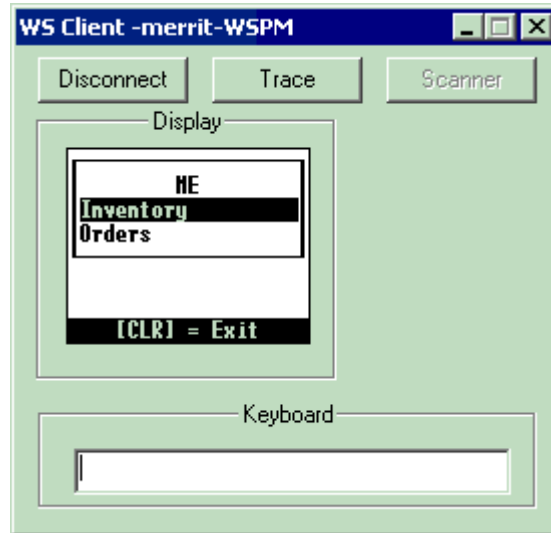 WS Client -merrit-WSPM
Disconnect Trace Scanner
Display
ME
Inventory
Orders
[CLR] = Exit
Keyboard